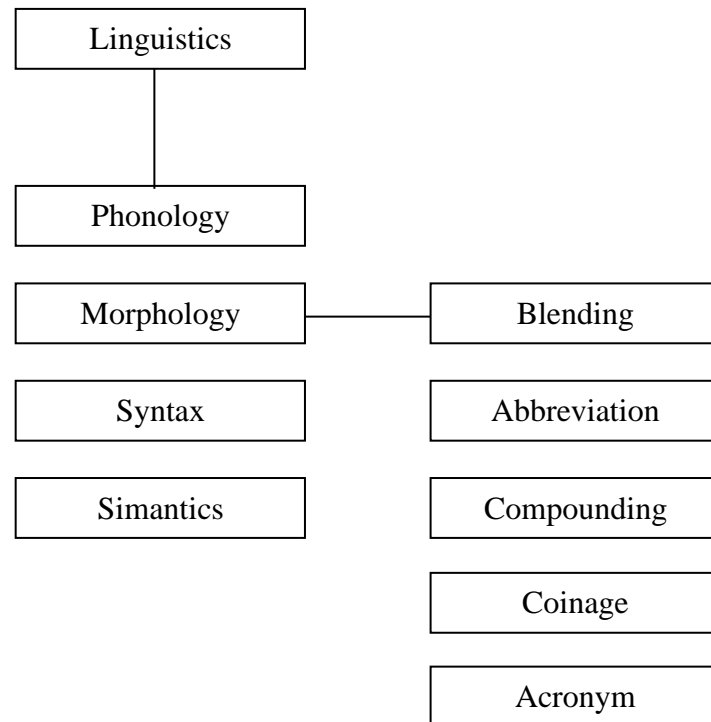 Linguistics
Phonology
Morphology
Blending
Syntax
Abbreviation
Simantics
Compounding
Coinage
Acronym